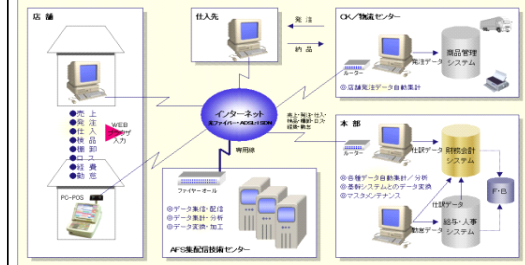 店舗
●売上
●発注
●仕入
●検品
●棚卸
●ロス
●経費
●勤怠
WEB
ブラウザ
入力
PC-POS
仕入先
発注
納品
インターネット
光ファイバー・ADSL・ISDN
売上・発注・仕入・
検品・棚卸・ロス・
経費・勤怠
専用線
ファイヤーオール
◎データ集信・配信
◎データ集計・分析
◎データ変換・加工
AFS集配信技術センター
CK/物流センター
ルーター
発注データ
商品管理
システム
◎店舗発注データ自動集計
本部
ルーター
仕訳データ
財務会計
システム
◎各種データ自動集計/分析
◎基幹システムとのデータ変換
◎マスタメンテナンス
仕訳データ
F・B
勤怠データ
給与・人事
システム